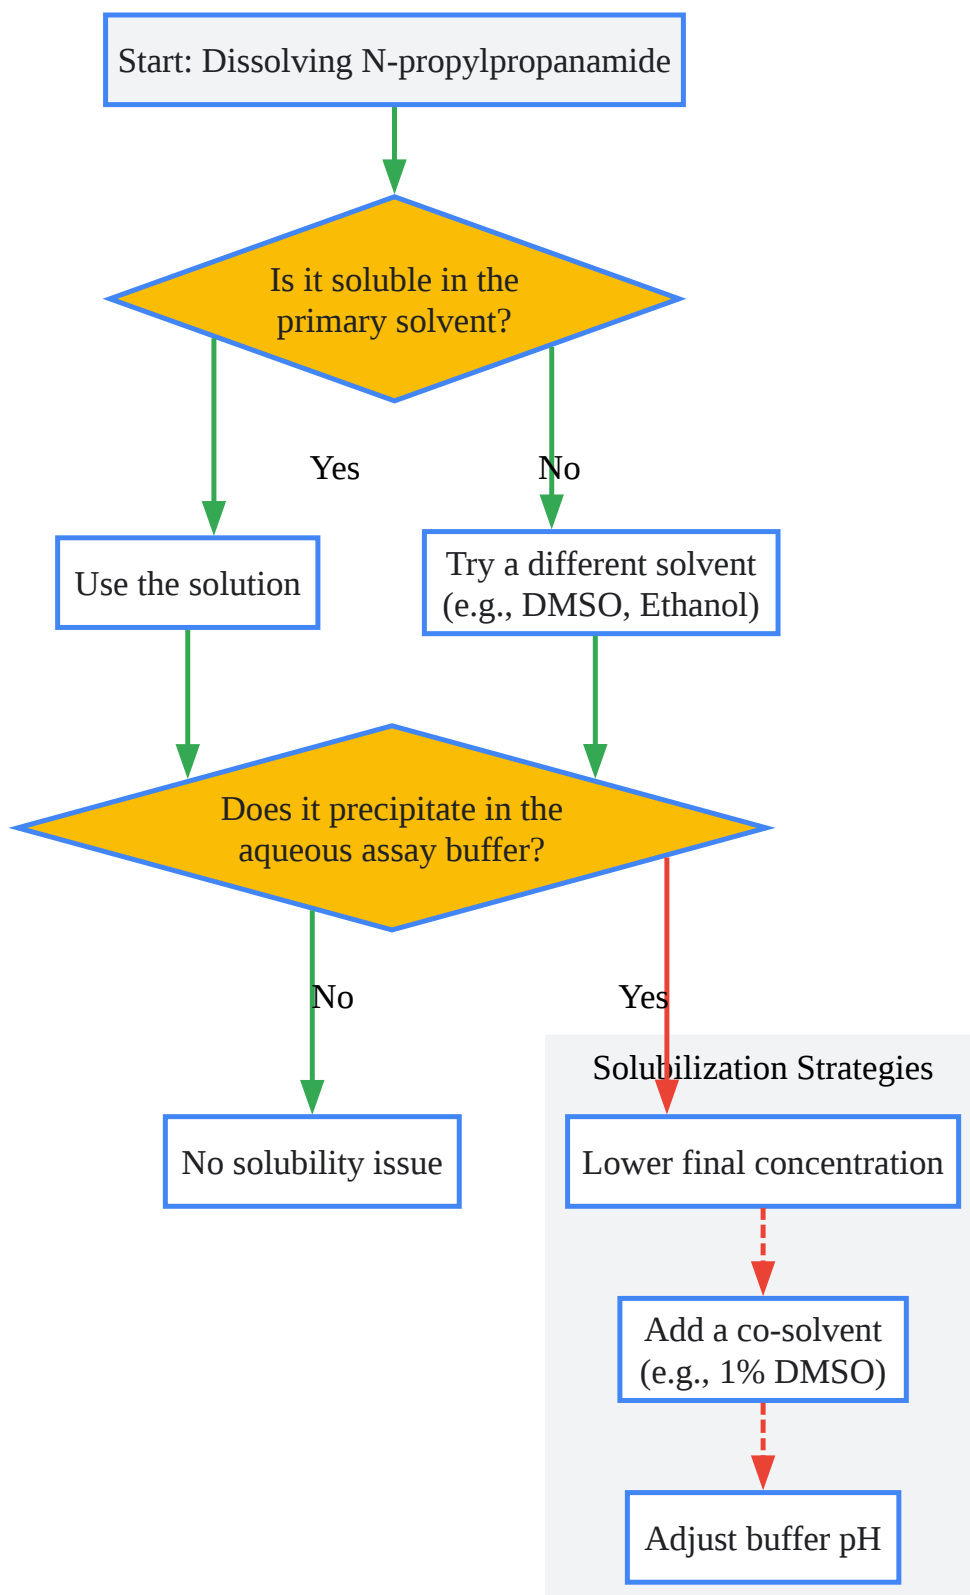 Start: Dissolving N-propylpropanamide
Is it soluble in the
primary solvent?
Yes
No
Use the solution
Try a different solvent
(e.g., DMSO, Ethanol)
Does it precipitate in the
aqueous assay buffer?
No
Yes
Solubilization Strategies
No solubility issue
Lower final concentration
Add a co-solvent
(e.g., 1% DMSO)
Adjust buffer pH